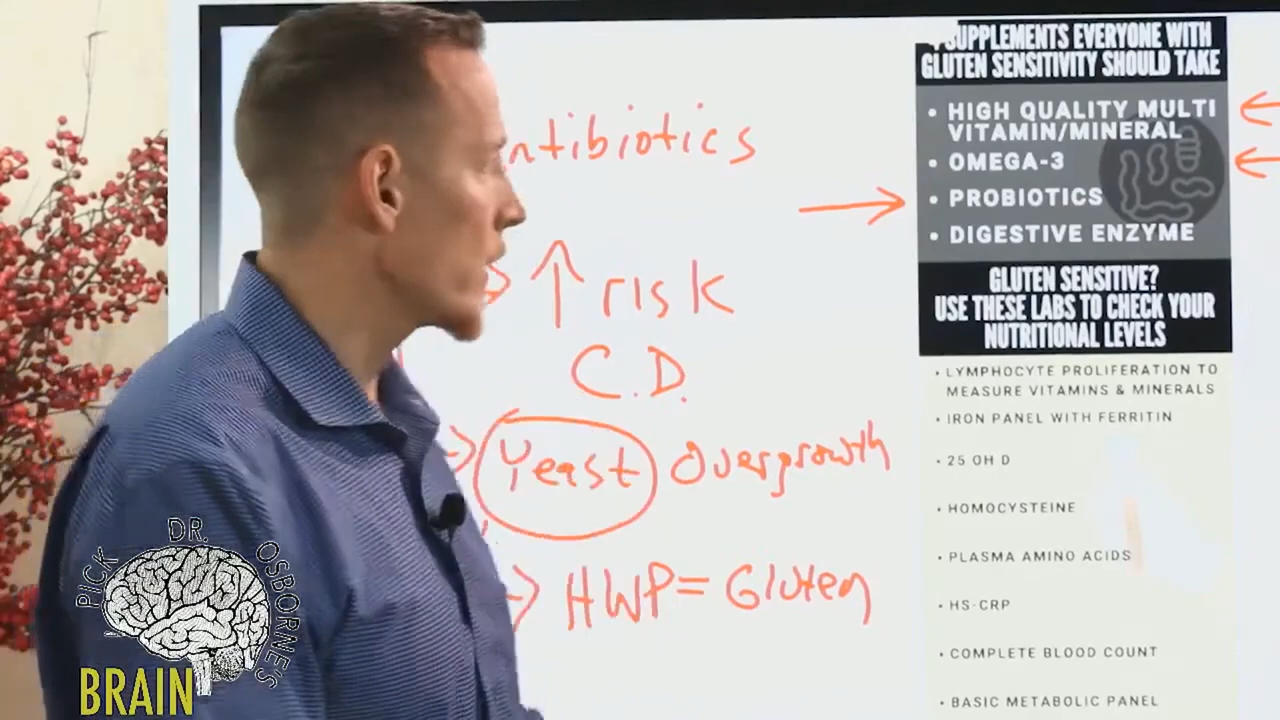 ntibiotics
↑ risk
C.D.
Yeast Overgrowth
HWP = Gluten
SUPPLEMENTS EVERYONE WITH
GLUTEN SENSITIVITY SHOULD TAKE
• HIGH QUALITY MULTI
VITAMIN/MINERAL
• OMEGA-3
• PROBIOTICS
• DIGESTIVE ENZYME
GLUTEN SENSITIVE?
USE THESE LABS TO CHECK YOUR
NUTRITIONAL LEVELS
• LYMPHOCYTE PROLIFERATION TO
MEASURE VITAMINS & MINERALS
• IRON PANEL WITH FERRITIN
• 25 OH D
• HOMOCYSTEINE
• PLASMA AMINO ACIDS
• HS-CRP
• COMPLETE BLOOD COUNT
• BASIC METABOLIC PANEL
PICK DR. OSBORNE'S
BRAIN